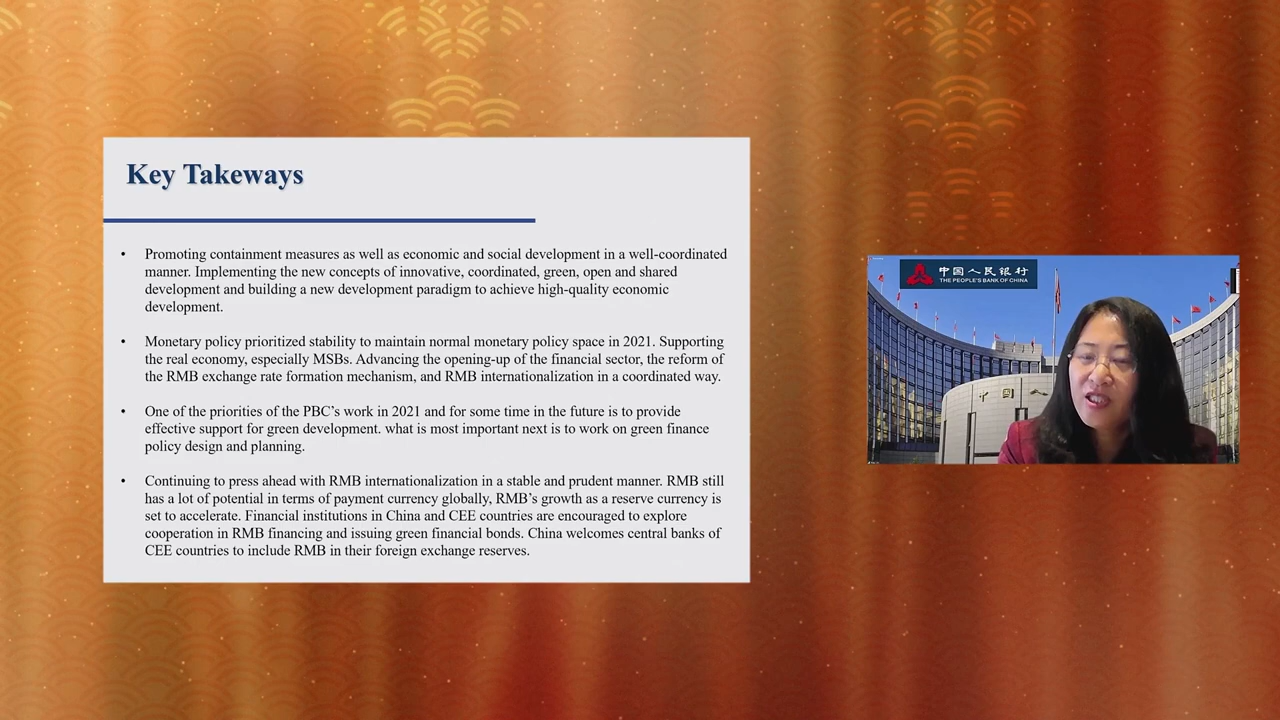 Key Takeways
• Promoting containment measures as well as economic and social development in a well-coordinated
manner. Implementing the new concepts of innovative, coordinated, green, open and shared
development and building a new development paradigm to achieve high-quality economic
development.
• Monetary policy prioritized stability to maintain normal monetary policy space in 2021. Supporting
the real economy, especially MSBs. Advancing the opening-up of the financial sector, the reform of
the RMB exchange rate formation mechanism, and RMB internationalization in a coordinated way.
• One of the priorities of the PBC’s work in 2021 and for some time in the future is to provide
effective support for green development. what is most important next is to work on green finance
policy design and planning.
• Continuing to press ahead with RMB internationalization in a stable and prudent manner. RMB still
has a lot of potential in terms of payment currency globally, RMB’s growth as a reserve currency is
set to accelerate. Financial institutions in China and CEE countries are encouraged to explore
cooperation in RMB financing and issuing green financial bonds. China welcomes central banks of
CEE countries to include RMB in their foreign exchange reserves.
中国人民银行
THE PEOPLE'S BANK OF CHINA
中 国 人